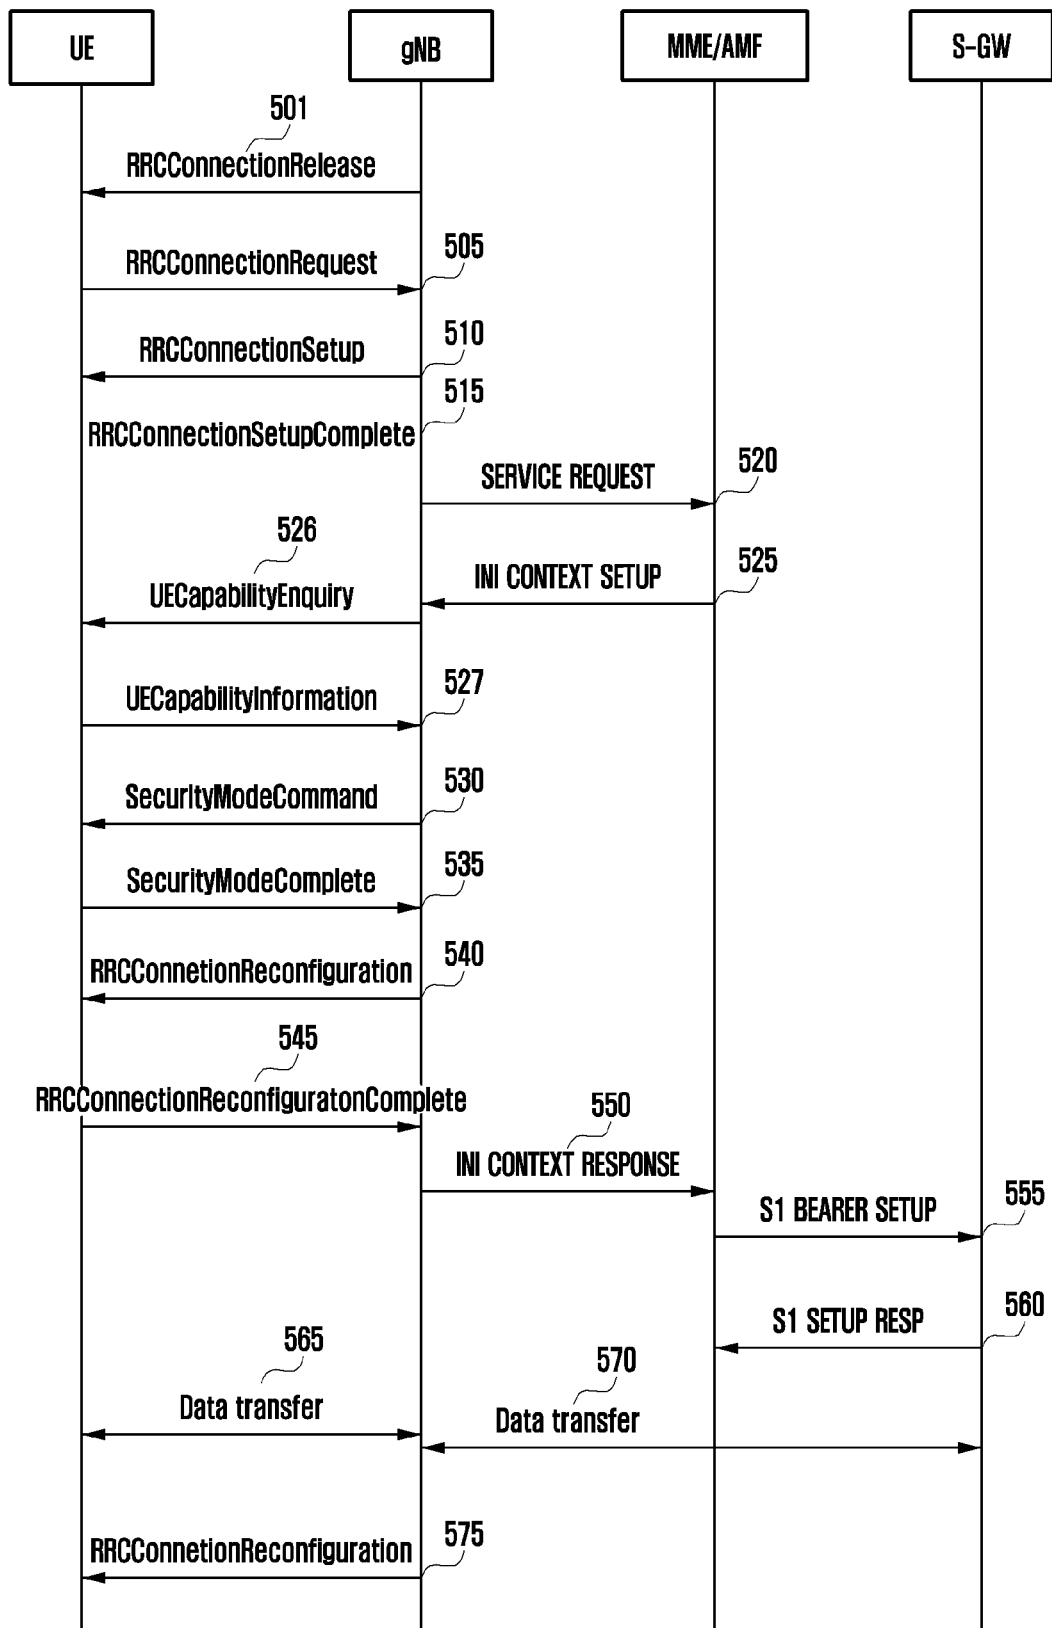 UE
gNB
MME/AMF
S-GW
501
RRCConnectionRelease
505
RRCConnectionRequest
510
RRCConnectionSetup
515
RRCConnectionSetupComplete
520
SERVICE REQUEST
526
525
INI CONTEXT SETUP
UECapabilityEnquiry
527
UECapabilityInformation
530
SecurityModeCommand
535
SecurityModeComplete
540
RRCConnetionReconfiguration
545
RRCConnectionReconfiguratonComplete
550
INI CONTEXT RESPONSE
555
S1 BEARER SETUP
560
S1 SETUP RESP
565
570
Data transfer
Data transfer
575
RRCConnetionReconfiguration